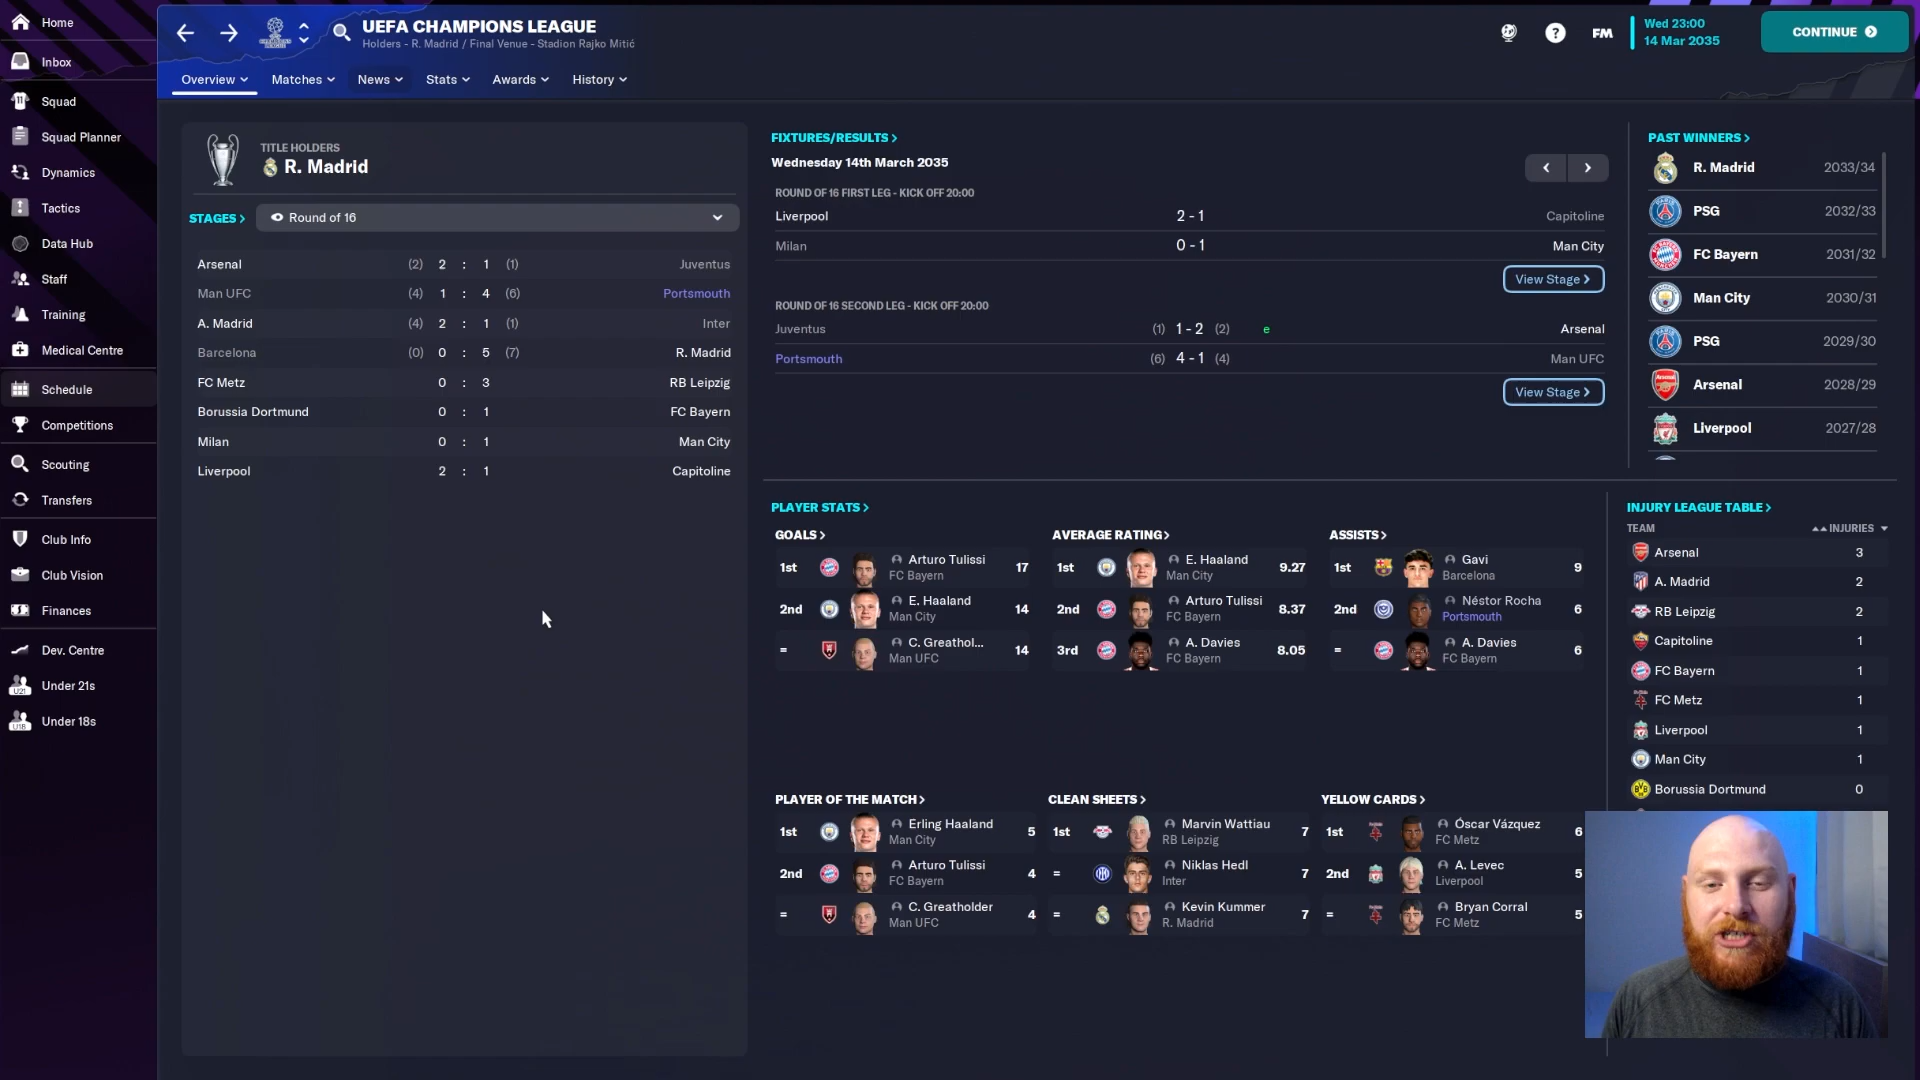 Home
Inbox
Squad
Squad Planner
Dynamics
Tactics
Data Hub
Staff
Training
Medical Centre
Schedule
Competitions
Scouting
Transfers
Club Info
Club Vision
Finances
Dev. Centre
U21 Under 21s
U18 Under 18s
UEFA CHAMPIONS LEAGUE
Holders - R. Madrid / Final Venue - Stadion Rajko Mitić
FM
Wed 23:00
14 Mar 2035
CONTINUE
Overview Matches News Stats Awards History
TITLE HOLDERS
R. Madrid
STAGES Round of 16
Arsenal (2) 2 : 1 (1) Juventus
Man UFC (4) 1 : 4 (6) Portsmouth
A. Madrid (4) 2 : 1 (1) Inter
Barcelona (0) 0 : 5 (7) R. Madrid
FC Metz 0 : 3 RB Leipzig
Borussia Dortmund 0 : 1 FC Bayern
Milan 0 : 1 Man City
Liverpool 2 : 1 Capitoline
FIXTURES/RESULTS
Wednesday 14th March 2035
ROUND OF 16 FIRST LEG - KICK OFF 20:00
Liverpool 2 - 1 Capitoline
Milan 0 - 1 Man City
View Stage
ROUND OF 16 SECOND LEG - KICK OFF 20:00
Juventus (1) 1 - 2 (2) e Arsenal
Portsmouth (6) 4 - 1 (4) Man UFC
View Stage
PAST WINNERS
R. Madrid 2033/34
PSG 2032/33
FC Bayern 2031/32
Man City 2030/31
PSG 2029/30
Arsenal 2028/29
Liverpool 2027/28
PLAYER STATS
GOALS
1st Arturo Tulissi 17
FC Bayern
2nd E. Haaland 14
Man City
= C. Greathol... 14
Man UFC
AVERAGE RATING
1st E. Haaland 9.27
Man City
2nd Arturo Tulissi 8.37
FC Bayern
3rd A. Davies 8.05
FC Bayern
ASSISTS
1st Gavi 9
Barcelona
2nd Néstor Rocha 6
Portsmouth
= A. Davies 6
FC Bayern
PLAYER OF THE MATCH
1st Erling Haaland 5
Man City
2nd Arturo Tulissi 4
FC Bayern
= C. Greatholder 4
Man UFC
CLEAN SHEETS
1st Marvin Wattiau 7
RB Leipzig
= Niklas Hedl 7
Inter
= Kevin Kummer 7
R. Madrid
YELLOW CARDS
1st Óscar Vázquez 6
FC Metz
2nd A. Levec 5
Liverpool
= Bryan Corral 5
FC Metz
INJURY LEAGUE TABLE
TEAM INJURIES
Arsenal 3
A. Madrid 2
RB Leipzig 2
Capitoline 1
FC Bayern 1
FC Metz 1
Liverpool 1
Man City 1
Borussia Dortmund 0